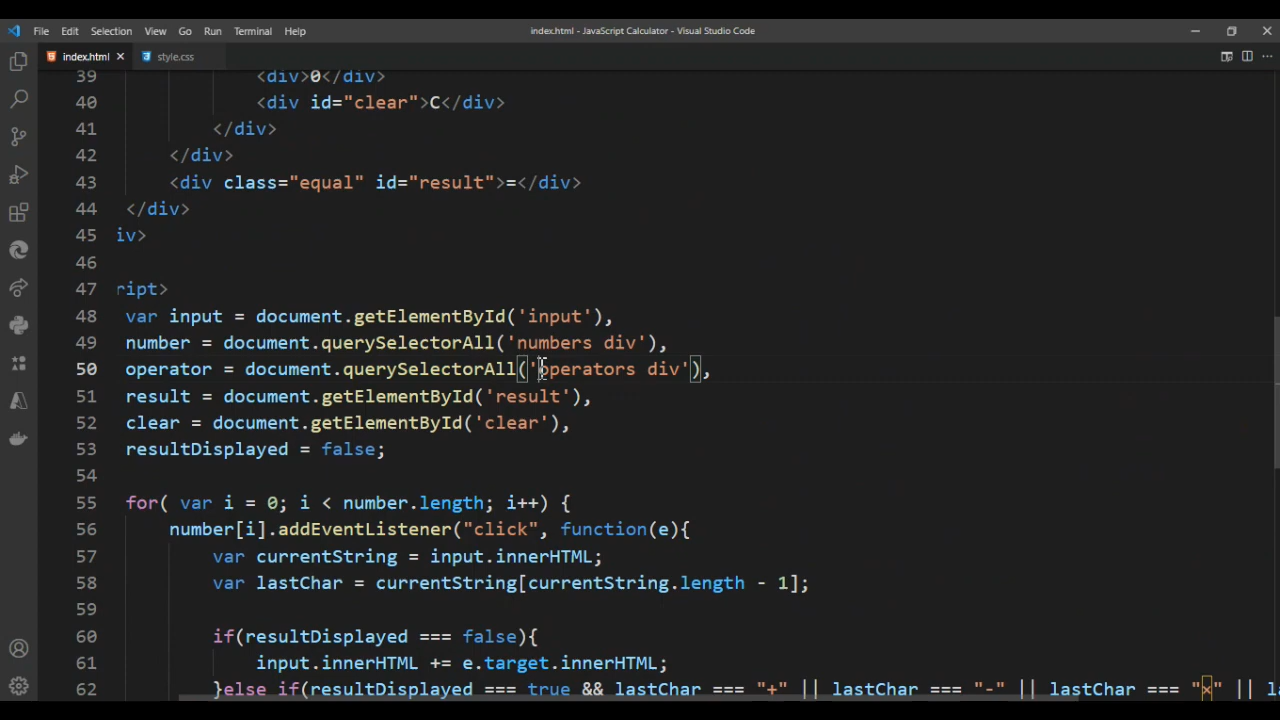 File Edit Selection View Go Run Terminal Help index.html - JavaScript Calculator - Visual Studio Code
index.html style.css
39 <div>0</div>
40 <div id="clear">C</div>
41 </div>
42 </div>
43 <div class="equal" id="result">=</div>
44 </div>
45 iv>
46
47 ript>
48 var input = document.getElementById('input'),
49 number = document.querySelectorAll('numbers div'),
50 operator = document.querySelectorAll('operators div'),
51 result = document.getElementById('result'),
52 clear = document.getElementById('clear'),
53 resultDisplayed = false;
54
55 for( var i = 0; i < number.length; i++) {
56 number[i].addEventListener("click", function(e){
57 var currentString = input.innerHTML;
58 var lastChar = currentString[currentString.length - 1];
59
60 if(resultDisplayed === false){
61 input.innerHTML += e.target.innerHTML;
62 }else if(resultDisplayed === true && lastChar === "+" || lastChar === "-" || lastChar === "×" || la